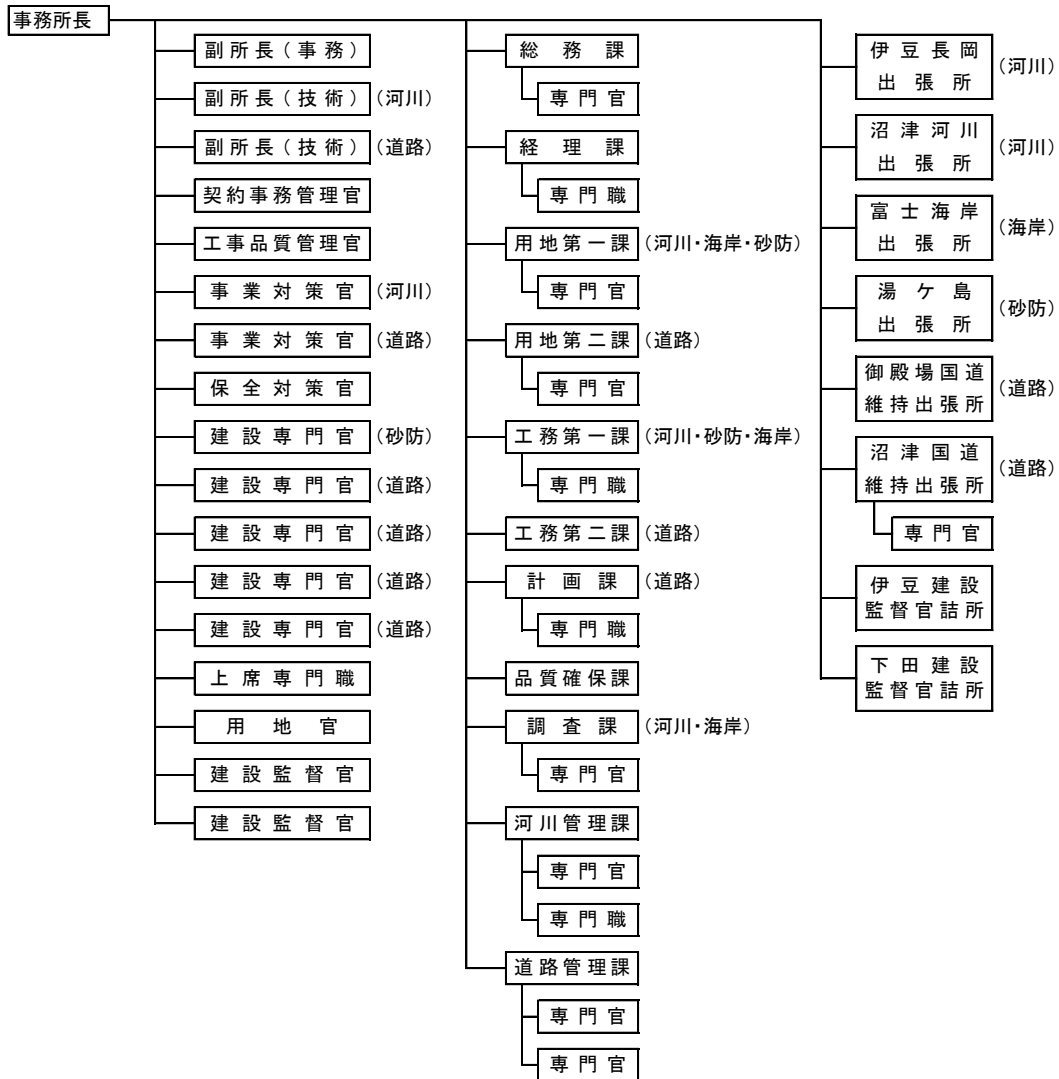 事務所長
副所長(事務)
副所長(技術)(河川)
副所長(技術)(道路)
契約事務管理官
工事品質管理官
事業対策官(河川)
事業対策官(道路)
保全対策官
建設専門官(砂防)
建設専門官(道路)
建設専門官(道路)
建設専門官(道路)
建設専門官(道路)
上席専門職
用地官
建設監督官
建設監督官
総務課
専門官
経理課
専門職
用地第一課(河川・海岸・砂防)
専門官
用地第二課(道路)
専門官
工務第一課(河川・砂防・海岸)
専門職
工務第二課(道路)
計画課(道路)
専門職
品質確保課
調査課(河川・海岸)
専門官
河川管理課
専門官
専門職
道路管理課
専門官
専門官
伊豆長岡
出張所
(河川)
沼津河川
出張所
(河川)
富士海岸
出張所
(海岸)
湯ケ島
出張所
(砂防)
御殿場国道
維持出張所
(道路)
沼津国道
維持出張所
(道路)
専門官
伊豆建設
監督官詰所
下田建設
監督官詰所